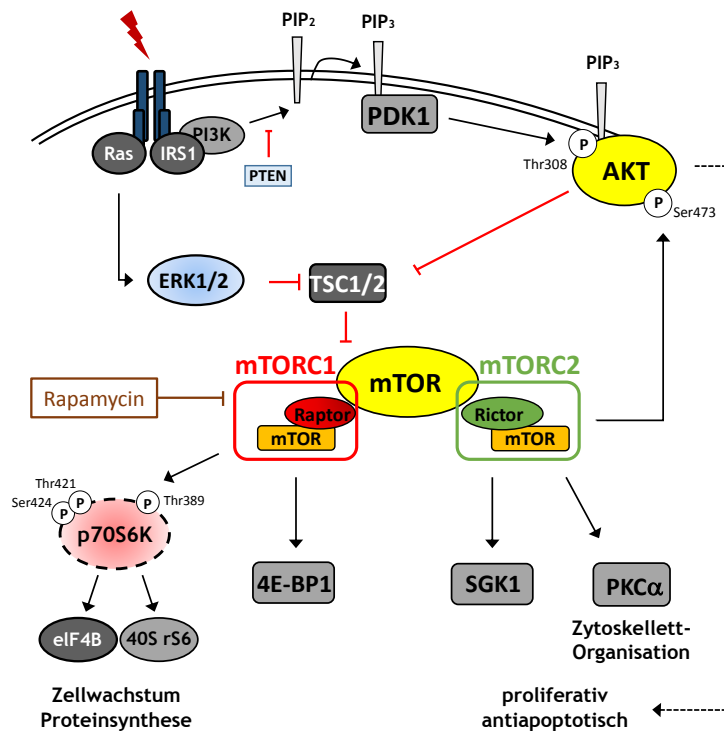 PIP₂
PIP₃
PIP₃
PDK1
PI3K
Ras
IRS1
PTEN
P
Thr308
AKT
P
Ser473
ERK1/2
TSC1/2
mTORC1
mTOR
mTORC2
Rapamycin
Raptor
mTOR
Rictor
mTOR
Thr421
Ser424
P
P
P
Thr389
p70S6K
4E-BP1
SGK1
PKCα
eIF4B
40S rS6
Zytoskellett-
Organisation
Zellwachstum
Proteinsynthese
proliferativ
antiapoptotisch